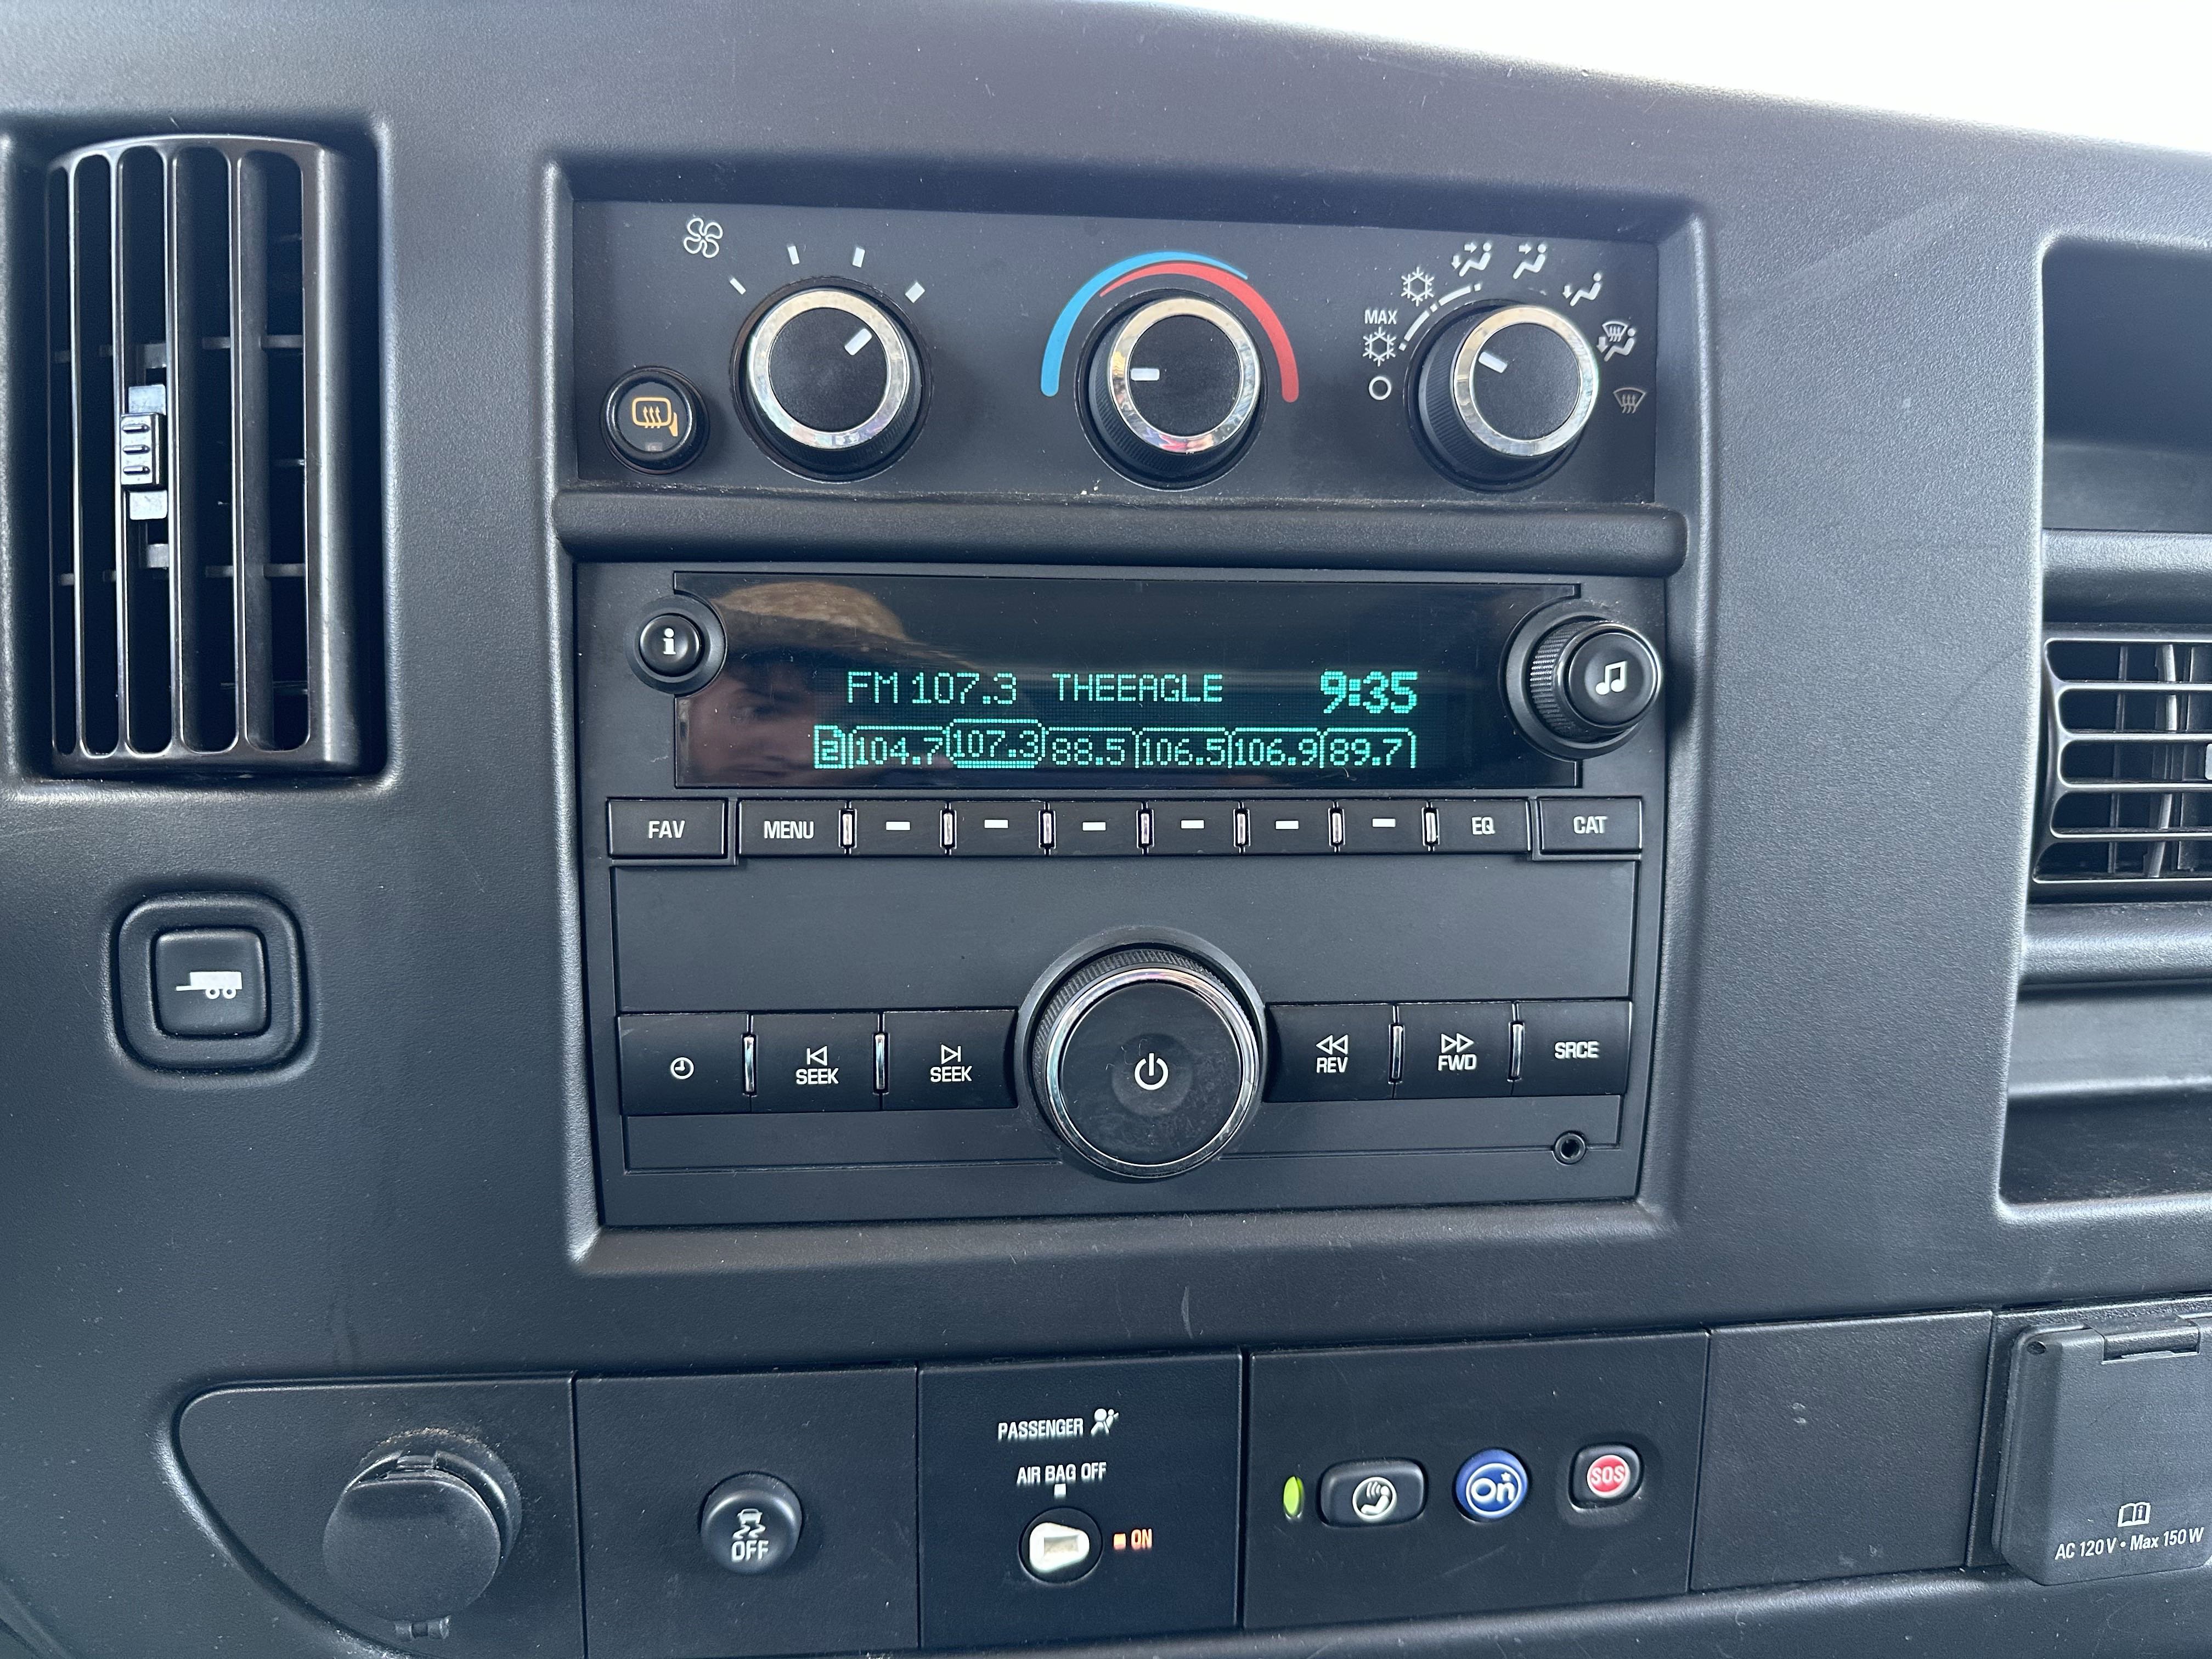 MAX
FM 107.3 THEEAGLE 9:35
2 104.7 107.3 88.5 106.5 106.9 89.7
FAV MENU EQ CAT
SEEK SEEK REV FWD SRCE
PASSENGER
AIR BAG OFF
ON
OFF
On
SOS
AC 120 V • Max 150 W